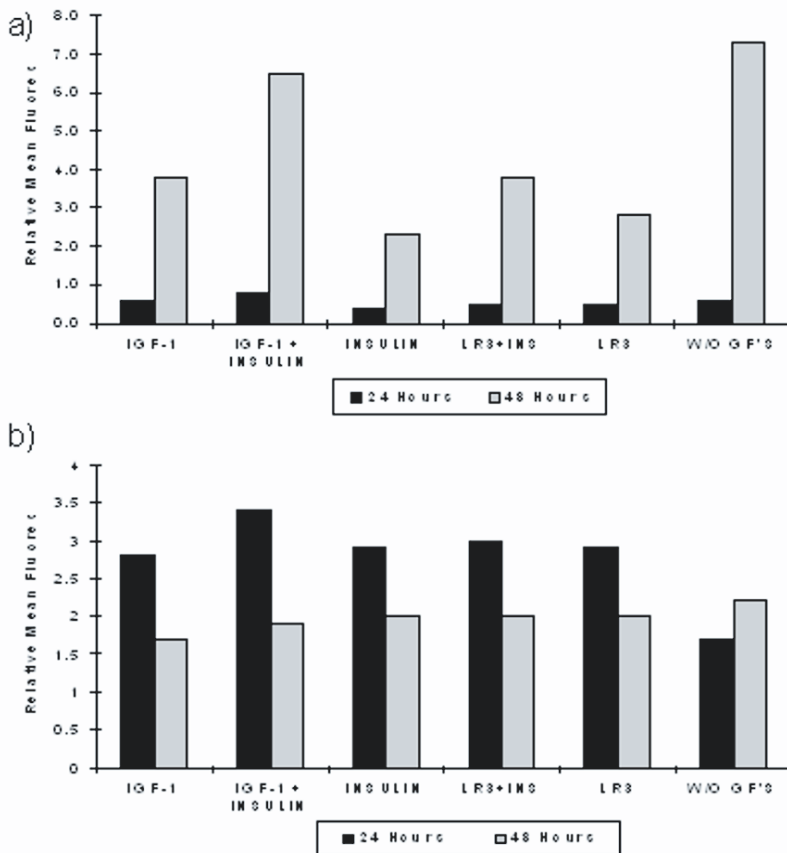 a)
Relative Mean Fluorec
8.0
7.0
6.0
5.0
4.0
3.0
2.0
1.0
0.0
IGF-1
IGF-1 +
INSULIN
INSULIN
LR3+INS
LR3
W/O GF'S
24 Hours
48 Hours
b)
Relative Mean Fluorec
4
3.5
3
2.5
2
1.5
1
0.5
0
IGF-1
IGF-1 +
INSULIN
INSULIN
LR3+INS
LR3
W/O GF'S
24 Hours
48 Hours